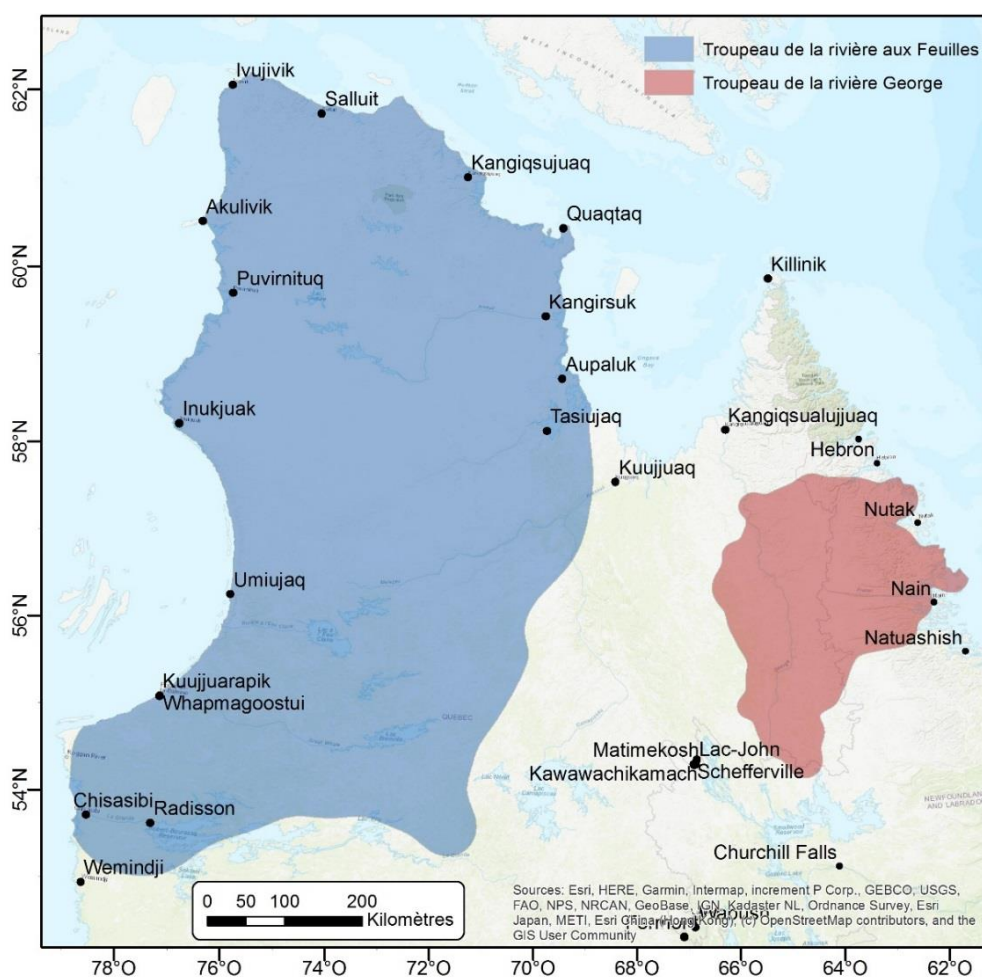 Troupeau de la rivière aux Feuilles
Troupeau de la rivière George
Ivujivik
Salluit
Kangiqsujuaq
Akulivik
Quaqtaq
Killinik
Puvirnituq
Kangirsuk
Aupaluk
Inukjuak
Tasiujaq
Kangiqsualujjuaq
Hebron
Kuujjuaq
Nutak
Umiujaq
Nain
Natuashish
Kuujjuarapik
Whapmagoostui
QUEBEC
Matimekosh Lac-John
Kawawachikamach Schefferville
Chisasibi
Radisson
NEWFOUNDLAND
AND LABRADOR
Churchill Falls
Wemindji
0 50 100 200 Kilomètres
Sources: Esri, HERE, Garmin, Intermap, increment P Corp., GEBCO, USGS,
FAO, NPS, NRCAN, GeoBase, IGN, Kadaster NL, Ordnance Survey, Esri
Japan, METI, Esri China (Hong Kong), (c) OpenStreetMap contributors, and the
GIS User Community
62°N
60°N
58°N
56°N
54°N
78°O 76°O 74°O 72°O 70°O 68°O 66°O 64°O 62°O